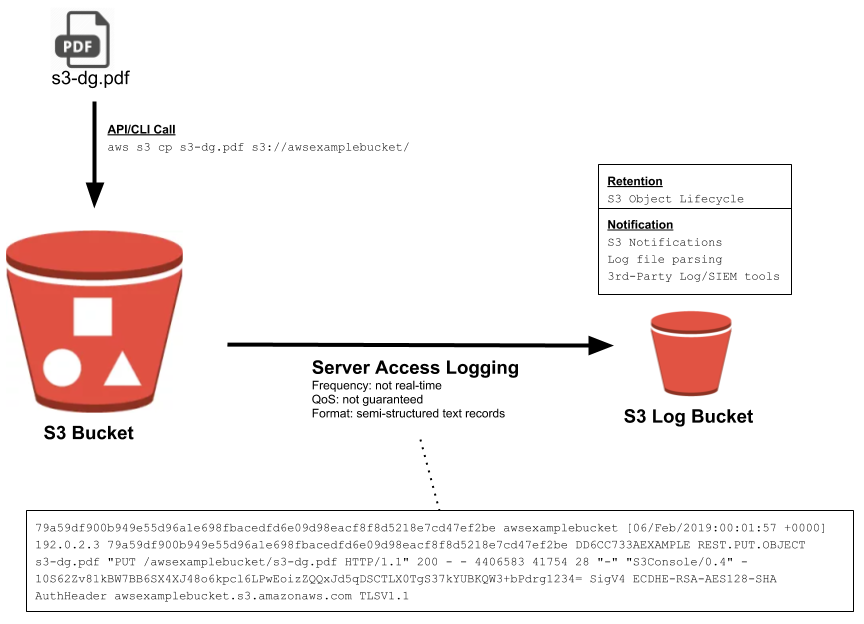 PDF
s3-dg.pdf
API/CLI Call
aws s3 cp s3-dg.pdf s3://awsexamplebucket/
Retention
S3 Object Lifecycle
Notification
S3 Notifications
Log file parsing
3rd-Party Log/SIEM tools
Server Access Logging
Frequency: not real-time
QoS: not guaranteed
Format: semi-structured text records
S3 Bucket
S3 Log Bucket
79a59df900b949e55d96a1e698fbacedfd6e09d98eacf8f8d5218e7cd47ef2be awsexamplebucket [06/Feb/2019:00:01:57 +0000]
192.0.2.3 79a59df900b949e55d96a1e698fbacedfd6e09d98eacf8f8d5218e7cd47ef2be DD6CC733AEXAMPLE REST.PUT.OBJECT
s3-dg.pdf "PUT /awsexamplebucket/s3-dg.pdf HTTP/1.1" 200 - - 4406583 41754 28 "-" "S3Console/0.4" -
10S62Zv81kBW7BB6SX4XJ48o6kpcl6LPwEoizZQQxJd5qDSCTLX0TgS37kYUBKQW3+bPdrg1234= SigV4 ECDHE-RSA-AES128-SHA
AuthHeader awsexamplebucket.s3.amazonaws.com TLSV1.1